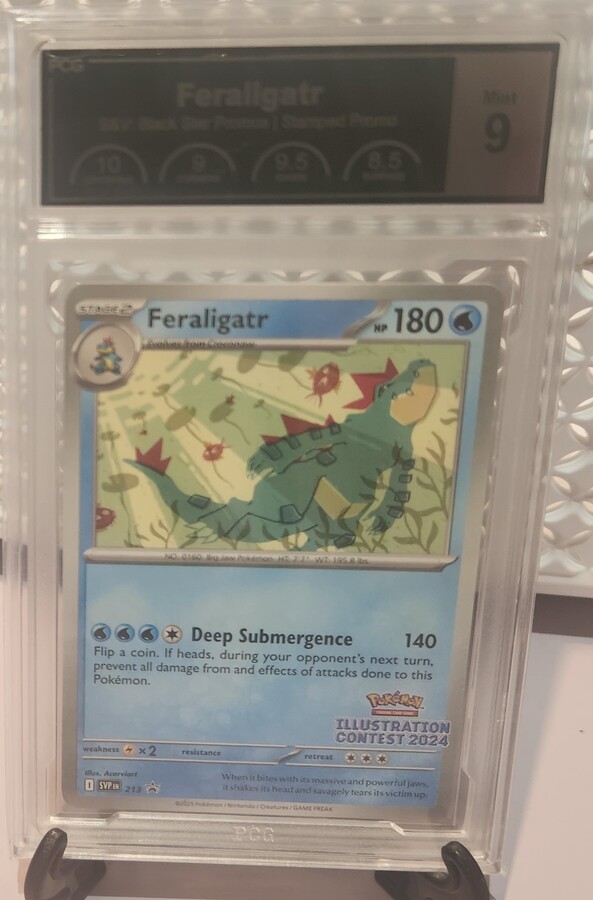 PCG
Feraligatr
S&V: Black Star Promos | Stamped Promo
Mint
9
10
9
9.5
8.5
STAGE 2
Feraligatr
HP 180
Evolves from Croconaw
NO. 0160 Big Jaw Pokémon HT: 7'7" WT: 195.8 lbs.
Deep Submergence 140
Flip a coin. If heads, during your opponent's next turn,
prevent all damage from and effects of attacks done to this
Pokémon.
Pokémon
ILLUSTRATION
CONTEST 2024
weakness ×2 resistance retreat
Illus. Acorviart
I SVP EN 213
When it bites with its massive and powerful jaws,
it shakes its head and savagely tears its victim up.
©2025 Pokémon / Nintendo / Creatures / GAME FREAK
PCG